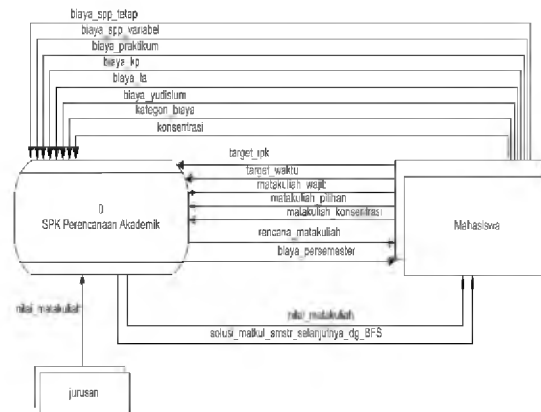 biaya_spp_tetap
biaya_spp_variabel
biaya_praktikum
biaya_kp
biaya_ta
biaya_yudisium
kategori_biaya
konsentrasi
target_ipk
target_waktu
matakuliah_wajib
matakuliah_pilihan
matakuliah_konsentrasi
0
SPK Perencanaan Akademik
Mahasiswa
rencana_matakuliah
biaya_persemester
nilai_matakuliah
nilai_matakuliah
solusi_matkul_smstr_selanjutnya_dg_BFS
jurusan